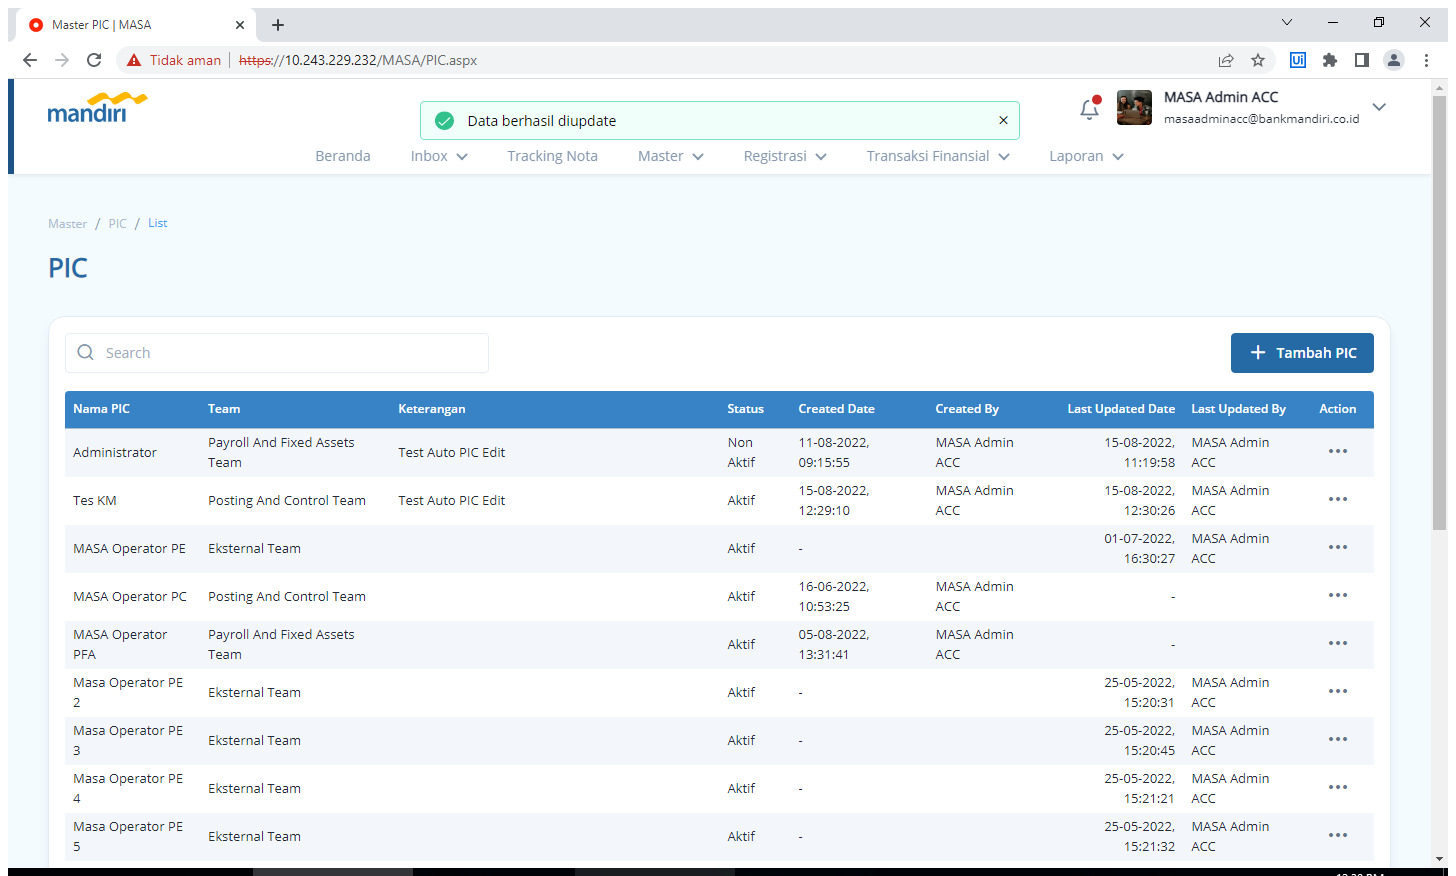 Master PIC | MASA
Tidak aman
https://10.243.229.232/MASA/PIC.aspx
mandiri
Data berhasil diupdate
MASA Admin ACC
masaadminacc@bankmandiri.co.id
Beranda Inbox Tracking Nota Master Registrasi Transaksi Finansial Laporan
Master / PIC / List
PIC
Search
+ Tambah PIC
Nama PIC Team Keterangan Status Created Date Created By Last Updated Date Last Updated By Action
Administrator Payroll And Fixed Assets Team Test Auto PIC Edit Non Aktif 11-08-2022, 09:15:55 MASA Admin ACC 15-08-2022, 11:19:58 MASA Admin ACC
Tes KM Posting And Control Team Test Auto PIC Edit Aktif 15-08-2022, 12:29:10 MASA Admin ACC 15-08-2022, 12:30:26 MASA Admin ACC
MASA Operator PE Eksternal Team Aktif - 01-07-2022, 16:30:27 MASA Admin ACC
MASA Operator PC Posting And Control Team Aktif 16-06-2022, 10:53:25 MASA Admin ACC -
MASA Operator PFA Payroll And Fixed Assets Team Aktif 05-08-2022, 13:31:41 MASA Admin ACC -
Masa Operator PE 2 Eksternal Team Aktif - 25-05-2022, 15:20:31 MASA Admin ACC
Masa Operator PE 3 Eksternal Team Aktif - 25-05-2022, 15:20:45 MASA Admin ACC
Masa Operator PE 4 Eksternal Team Aktif - 25-05-2022, 15:21:21 MASA Admin ACC
Masa Operator PE 5 Eksternal Team Aktif - 25-05-2022, 15:21:32 MASA Admin ACC